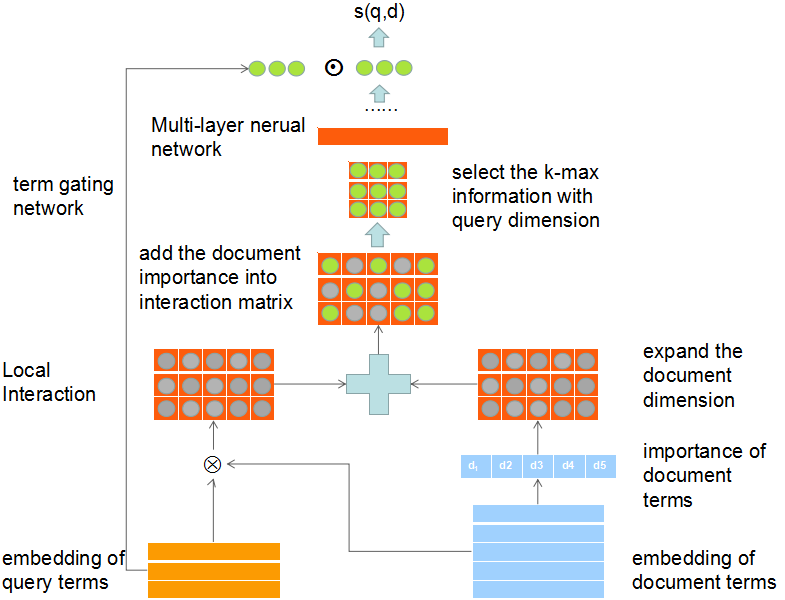 s(q,d)
......
Multi-layer nerual
network
select the k-max
information with
query dimension
term gating
network
add the document
importance into
interaction matrix
Local
Interaction
expand the
document
dimension
importance of
document
terms
d1 d2 d3 d4 d5
embedding of
query terms
embedding of
document terms